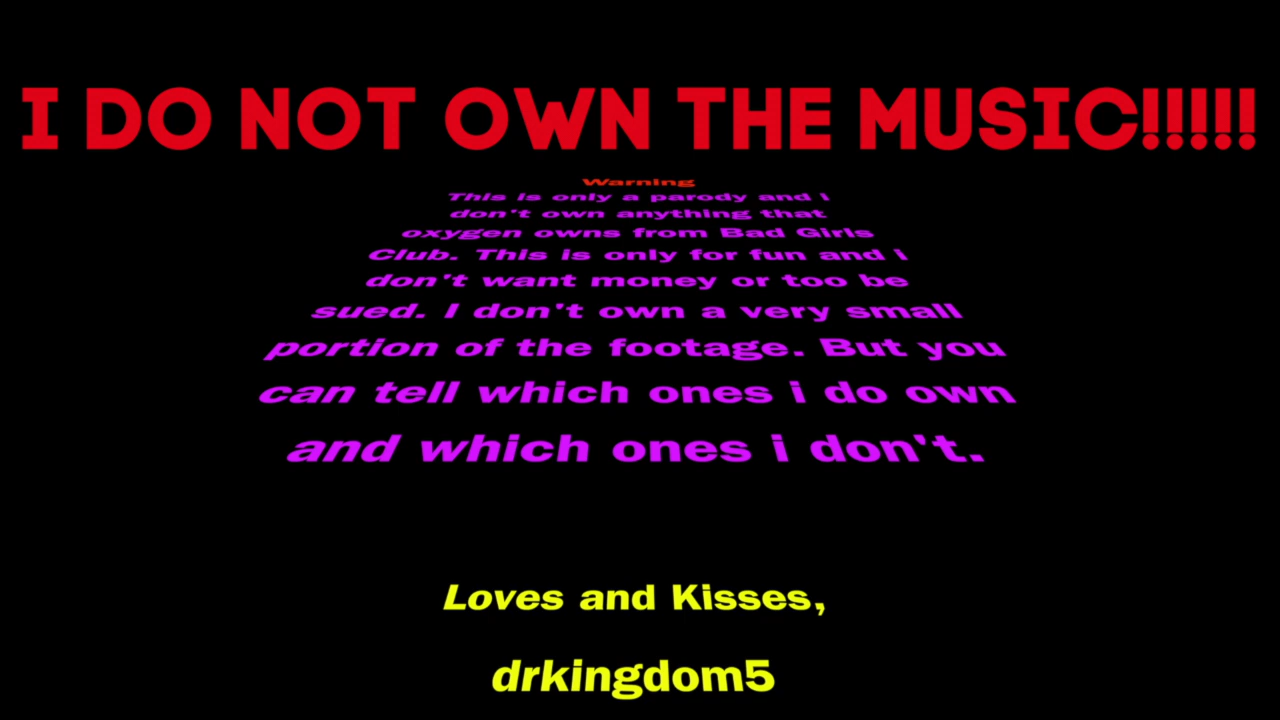 I DO NOT OWN THE MUSIC!!!!!
Warning
This is only a parody and I
don't own anything that
oxygen owns from Bad Girls
Club. This is only for fun and i
don't want money or too be
sued. I don't own a very small
portion of the footage. But you
can tell which ones i do own
and which ones i don't.
Loves and Kisses,
drkingdom5